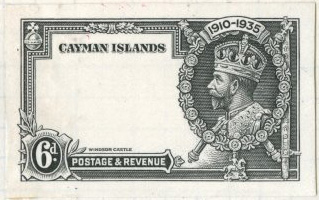 1910-1935
CAYMAN ISLANDS
WINDSOR CASTLE
6d.
POSTAGE & REVENUE